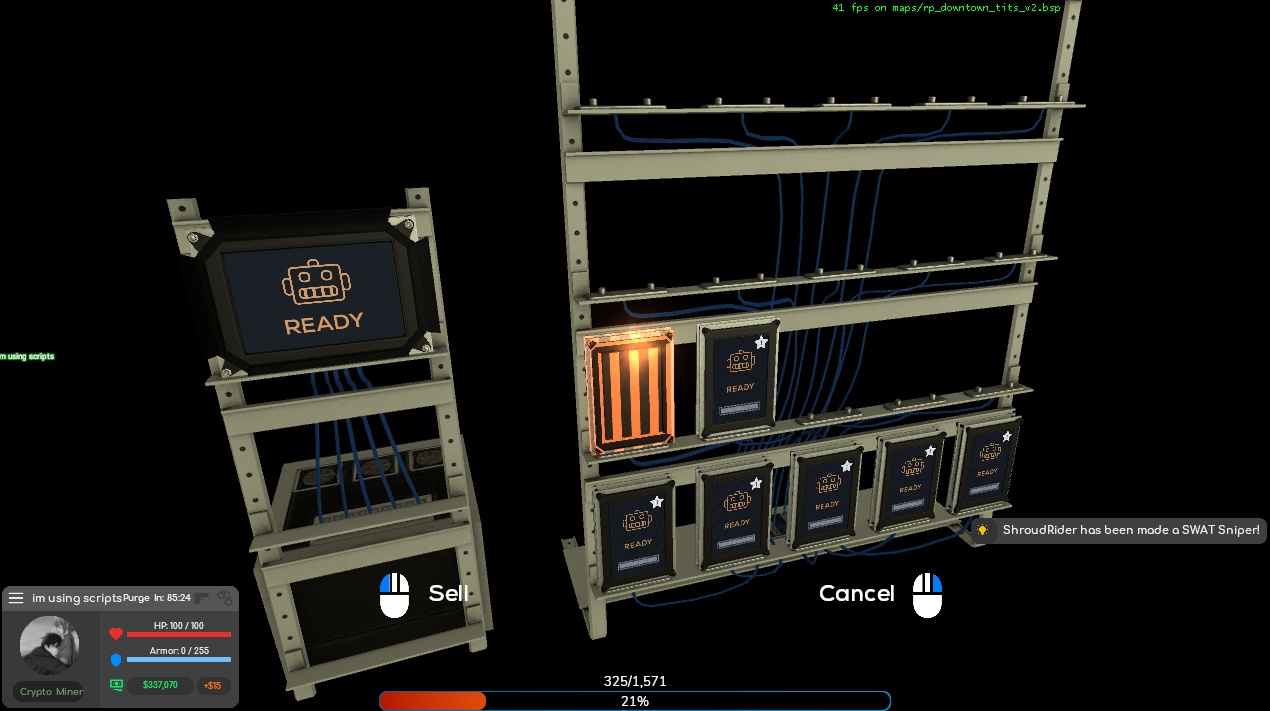 41 fps on maps/rp_downtown_tits_v2.bsp
READY
READY
m using scripts
READY
READY
READY
READY
READY
ShroudRider has been made a SWAT Sniper!
Sell
Cancel
im using scripts
Purge In: 85:24
HP: 100 / 100
Armor: 0 / 255
$337,070
+$15
Crypto Miner
325/1,571
21%